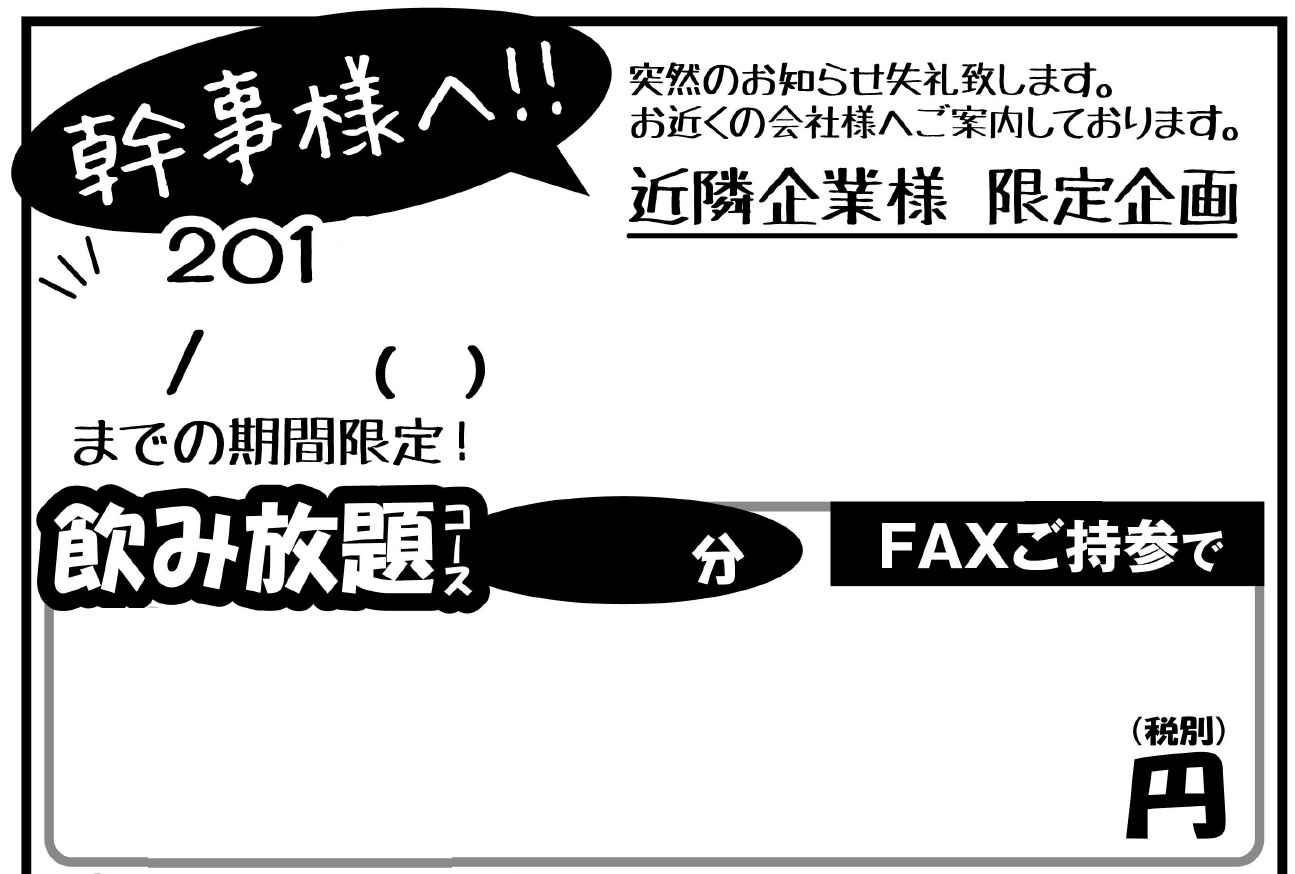 幹事様へ!!
突然のお知らせ失礼致します。
お近くの会社様へご案内しております。
近隣企業様 限定企画
201
/ ( )
までの期間限定!
飲み放題コース 分
FAXご持参で
(税別)
円